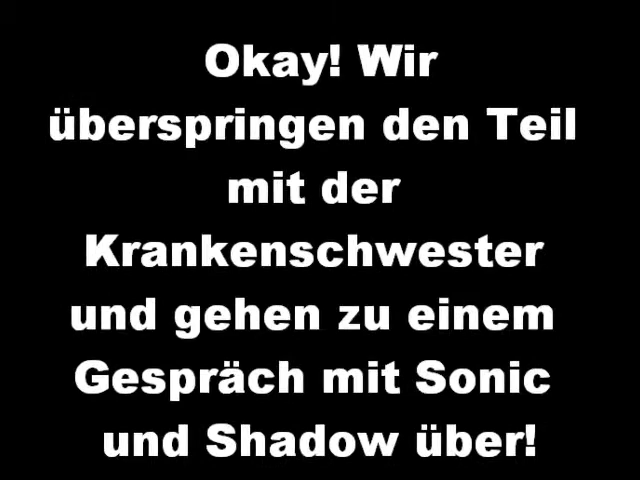 Okay! Wir
überspringen den Teil
mit der
Krankenschwester
und gehen zu einem
Gespräch mit Sonic
und Shadow über!